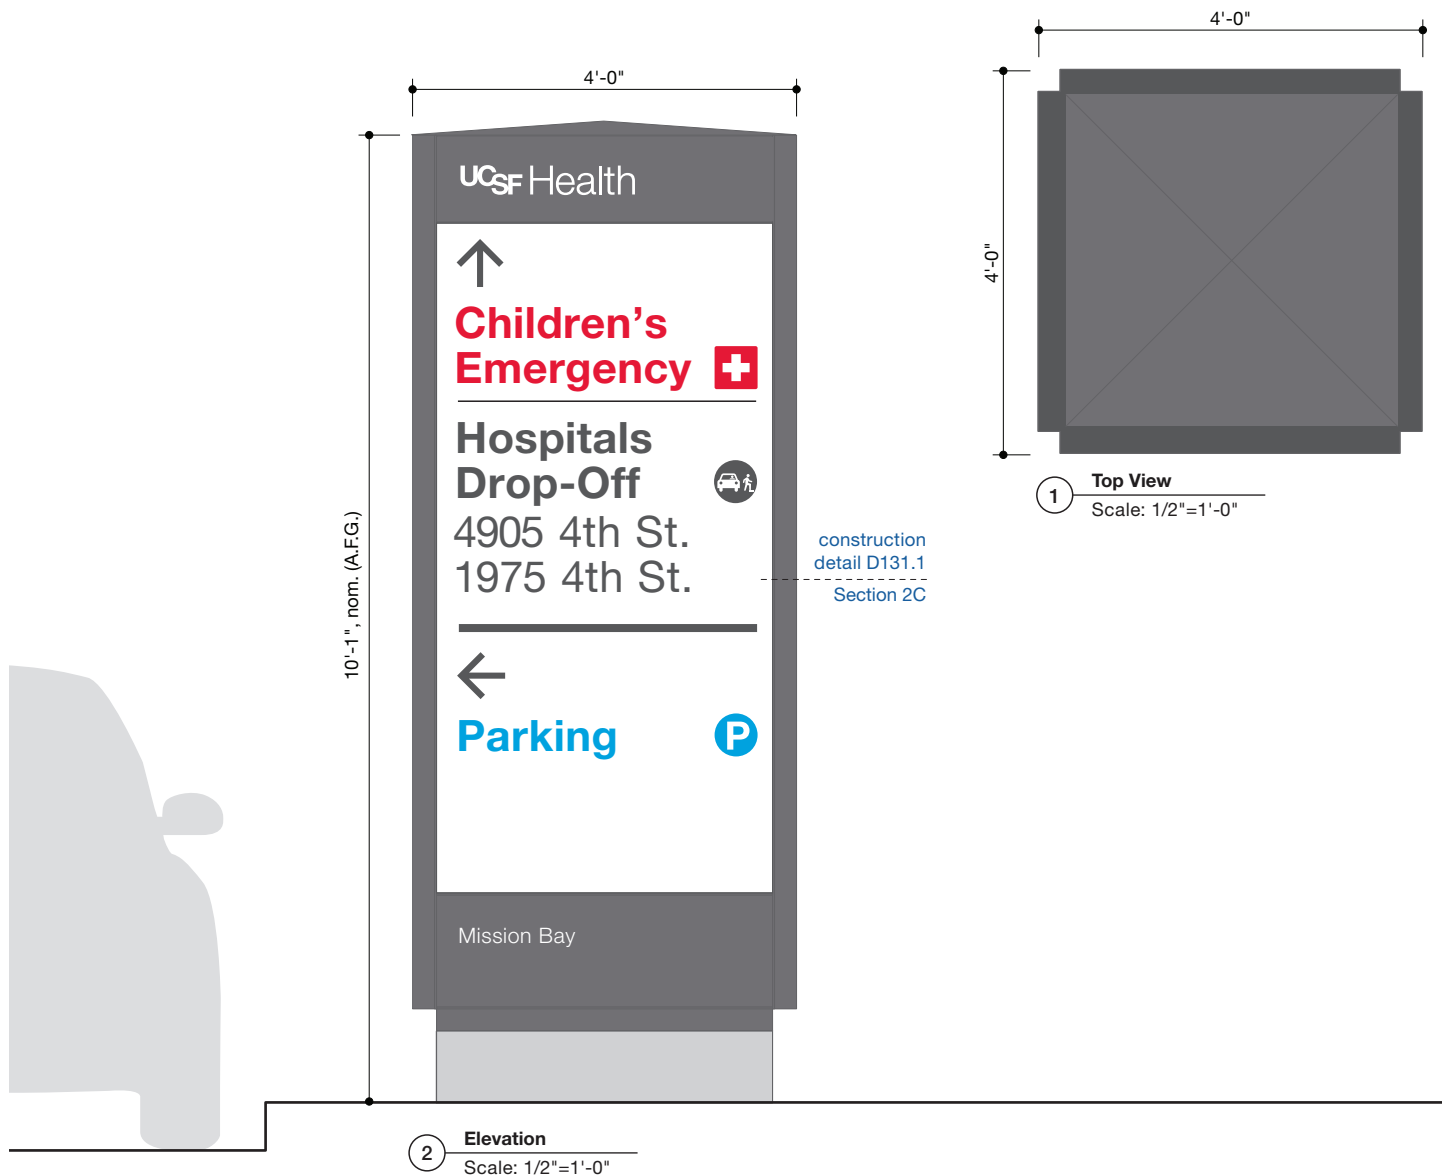 4'-0"
UCSF Health
Children’s
Emergency
Hospitals
Drop-Off
4905 4th St.
1975 4th St.
Parking
P
Mission Bay
10'-1", nom. (A.F.G.)
construction
detail D131.1
Section 2C
2
Elevation
Scale: 1/2"=1'-0"
4'-0"
4'-0"
1
Top View
Scale: 1/2"=1'-0"